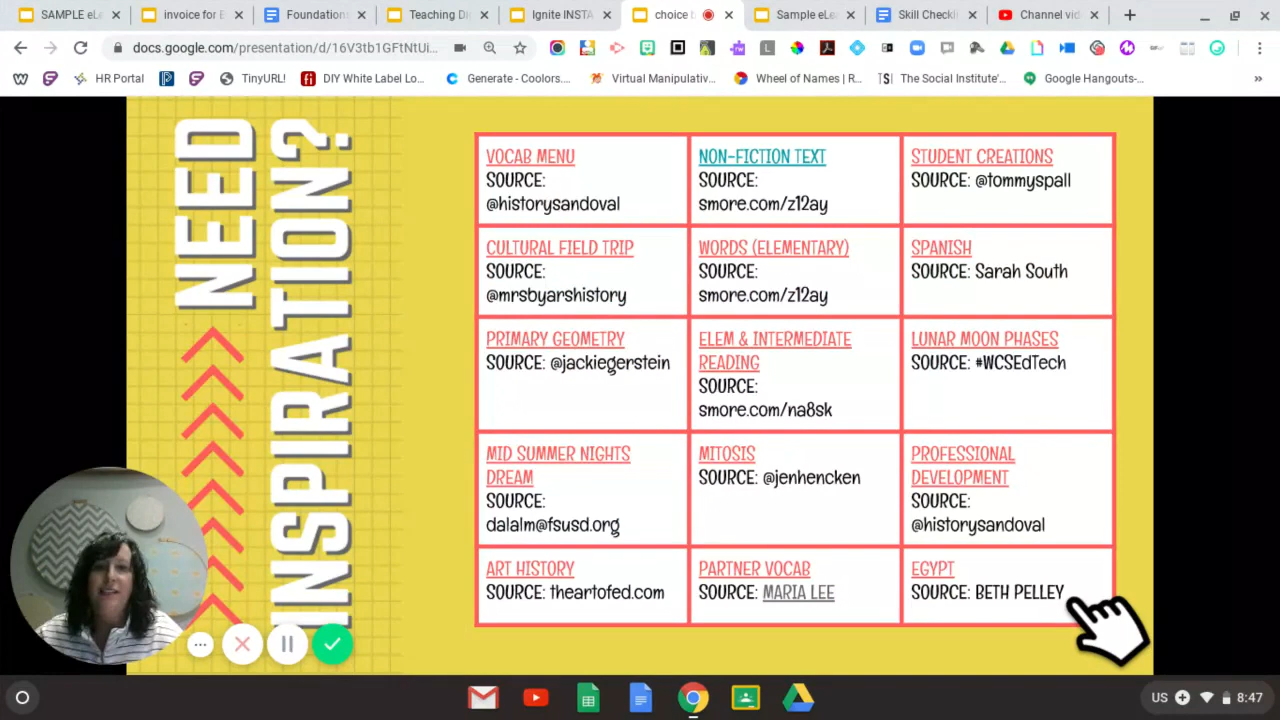 SAMPLE eLe
invoice for E
Foundation
Teaching Di
Ignite INSTA
choice b
Sample eLea
Skill Checkl
Channel vid
docs.google.com/presentation/d/16V3tb1GFtNtUi...
HR Portal
TinyURL!
DIY White Label Lo...
Generate - Coolors....
Virtual Manipulativ...
Wheel of Names | R...
The Social Institute'...
Google Hangouts-...
NEED
INSPIRATION?
VOCAB MENU
SOURCE:
@historysandoval
NON-FICTION TEXT
SOURCE:
smore.com/z12ay
STUDENT CREATIONS
SOURCE: @tommyspall
CULTURAL FIELD TRIP
SOURCE:
@mrsbyarshistory
WORDS (ELEMENTARY)
SOURCE:
smore.com/z12ay
SPANISH
SOURCE: Sarah South
PRIMARY GEOMETRY
SOURCE: @jackiegerstein
ELEM & INTERMEDIATE
READING
SOURCE:
smore.com/na8sk
LUNAR MOON PHASES
SOURCE: #WCSEdTech
MID SUMMER NIGHTS
DREAM
SOURCE:
dalalm@fsusd.org
MITOSIS
SOURCE: @jenhencken
PROFESSIONAL
DEVELOPMENT
SOURCE:
@historysandoval
ART HISTORY
SOURCE: theartofed.com
PARTNER VOCAB
SOURCE: MARIA LEE
EGYPT
SOURCE: BETH PELLEY
US
8:47